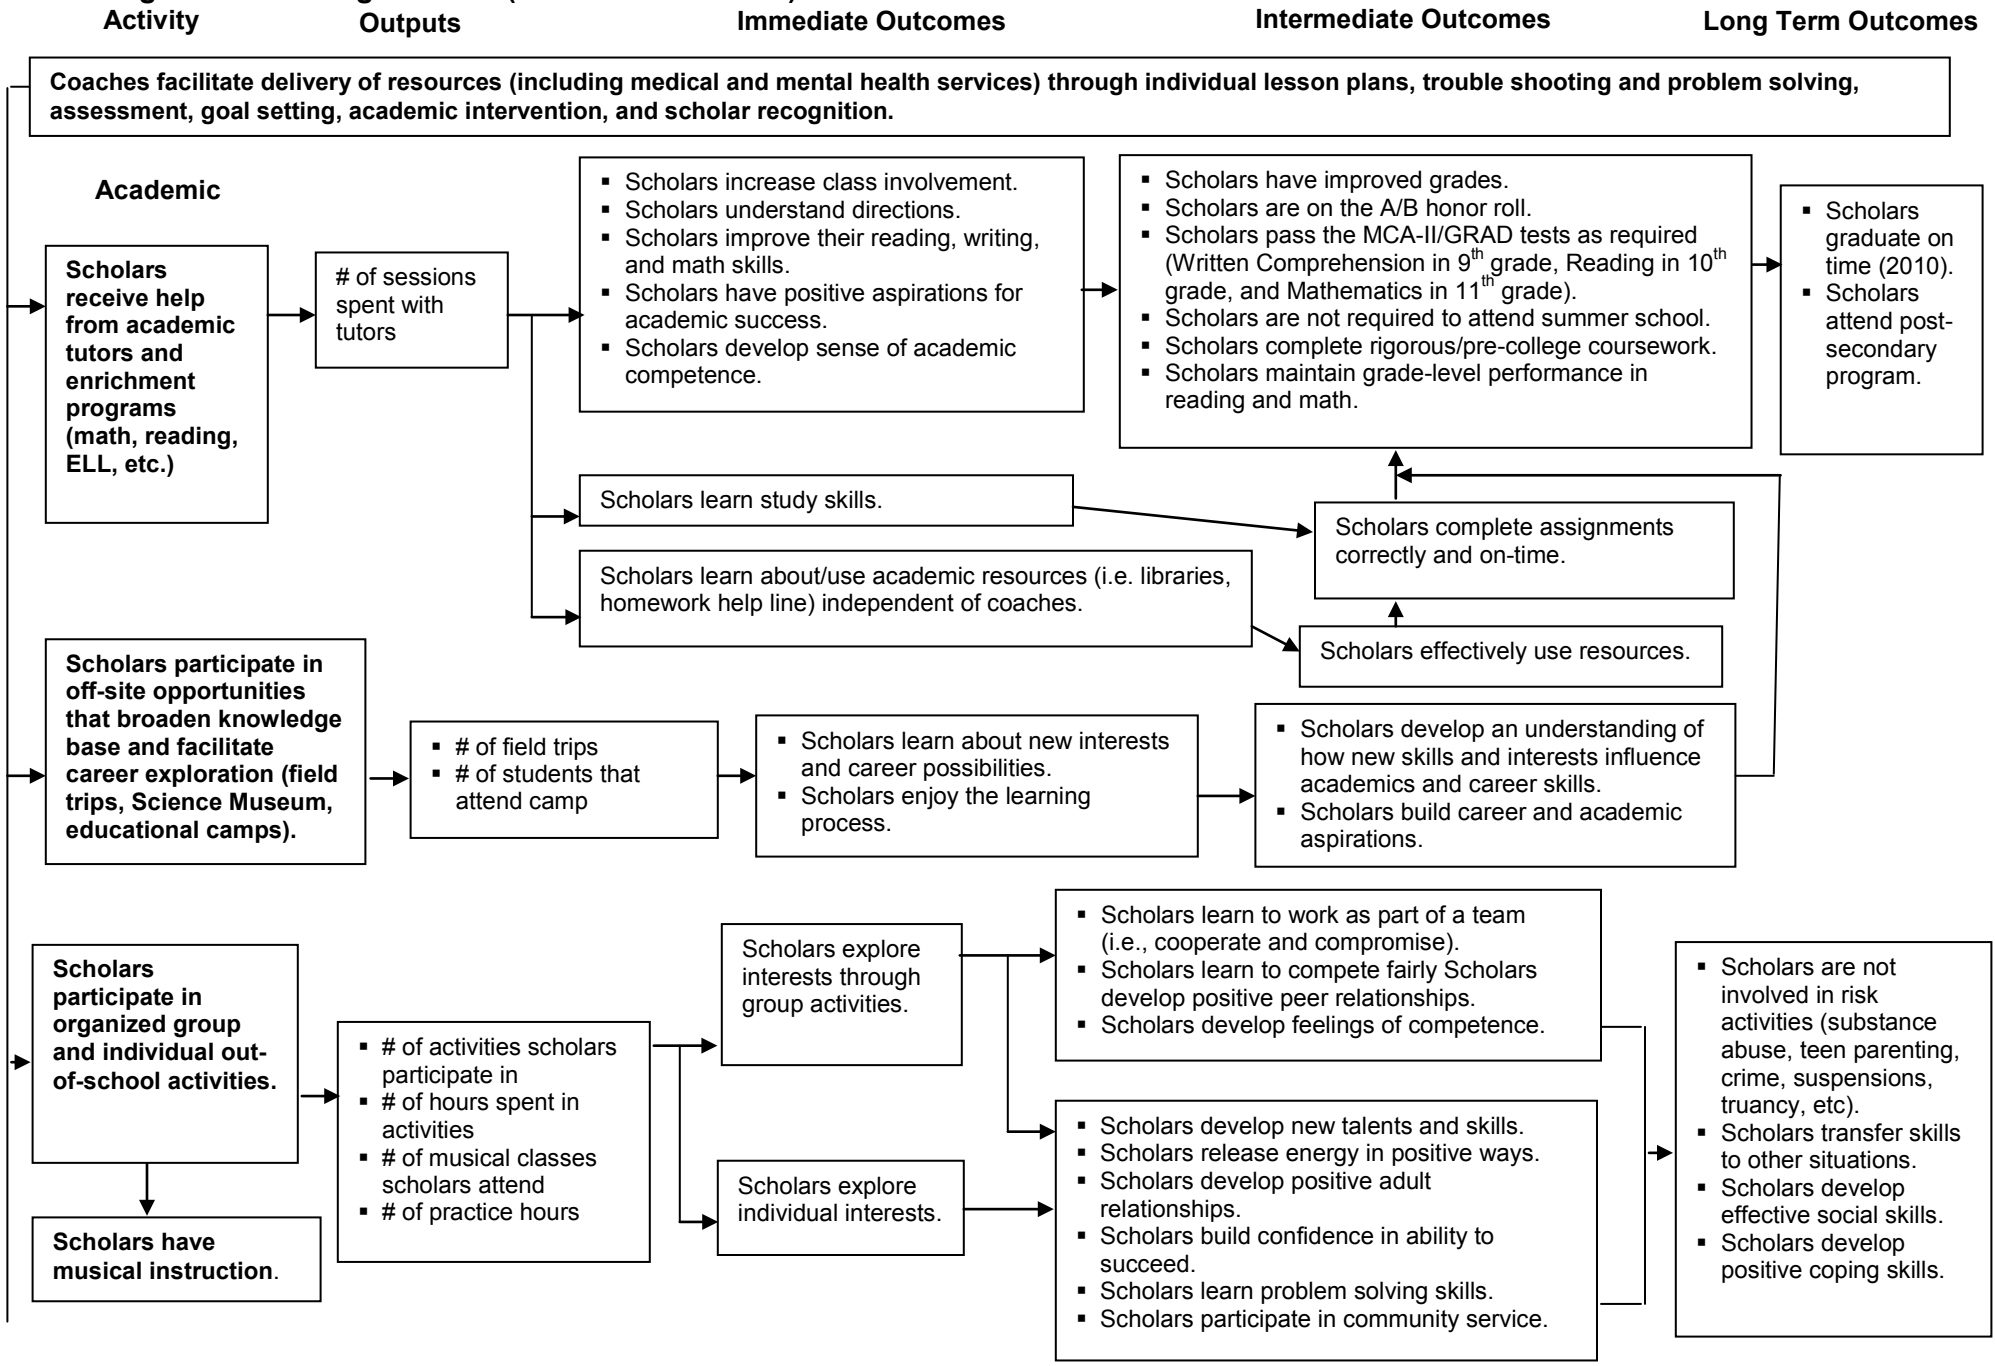 Activity
Outputs
Immediate Outcomes
Intermediate Outcomes
Long Term Outcomes
Coaches facilitate delivery of resources (including medical and mental health services) through individual lesson plans, trouble shooting and problem solving,
assessment, goal setting, academic intervention, and scholar recognition.
Academic
Scholars
receive help
from academic
tutors and
enrichment
programs
(math, reading,
ELL, etc.)
# of sessions
spent with
tutors
▪ Scholars increase class involvement.
▪ Scholars understand directions.
▪ Scholars improve their reading, writing,
and math skills.
▪ Scholars have positive aspirations for
academic success.
▪ Scholars develop sense of academic
competence.
▪ Scholars have improved grades.
▪ Scholars are on the A/B honor roll.
▪ Scholars pass the MCA-II/GRAD tests as required
(Written Comprehension in 9th grade, Reading in 10th
grade, and Mathematics in 11th grade).
▪ Scholars are not required to attend summer school.
▪ Scholars complete rigorous/pre-college coursework.
▪ Scholars maintain grade-level performance in
reading and math.
▪ Scholars
graduate on
time (2010).
▪ Scholars
attend post-
secondary
program.
Scholars learn study skills.
Scholars complete assignments
correctly and on-time.
Scholars learn about/use academic resources (i.e. libraries,
homework help line) independent of coaches.
Scholars effectively use resources.
Scholars participate in
off-site opportunities
that broaden knowledge
base and facilitate
career exploration (field
trips, Science Museum,
educational camps).
▪ # of field trips
▪ # of students that
attend camp
▪ Scholars learn about new interests
and career possibilities.
▪ Scholars enjoy the learning
process.
▪ Scholars develop an understanding of
how new skills and interests influence
academics and career skills.
▪ Scholars build career and academic
aspirations.
Scholars
participate in
organized group
and individual out-
of-school activities.
Scholars have
musical instruction.
▪ # of activities scholars
participate in
▪ # of hours spent in
activities
▪ # of musical classes
scholars attend
▪ # of practice hours
Scholars explore
interests through
group activities.
Scholars explore
individual interests.
▪ Scholars learn to work as part of a team
(i.e., cooperate and compromise).
▪ Scholars learn to compete fairly Scholars
develop positive peer relationships.
▪ Scholars develop feelings of competence.
▪ Scholars develop new talents and skills.
▪ Scholars release energy in positive ways.
▪ Scholars develop positive adult
relationships.
▪ Scholars build confidence in ability to
succeed.
▪ Scholars learn problem solving skills.
▪ Scholars participate in community service.
▪ Scholars are not
involved in risk
activities (substance
abuse, teen parenting,
crime, suspensions,
truancy, etc).
▪ Scholars transfer skills
to other situations.
▪ Scholars develop
effective social skills.
▪ Scholars develop
positive coping skills.